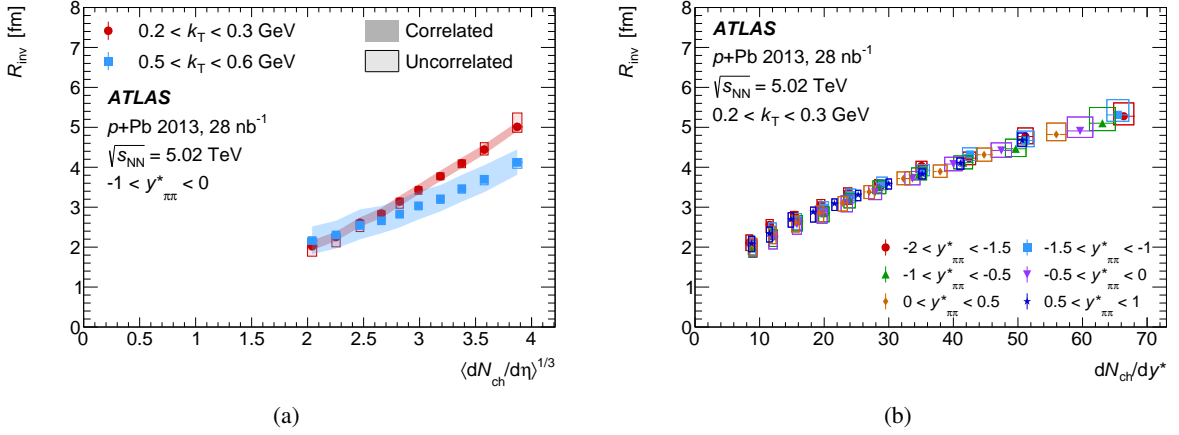 R_inv [fm]
8
7
6
5
4
3
2
1
0
0.2 < k_T < 0.3 GeV
0.5 < k_T < 0.6 GeV
Correlated
Uncorrelated
ATLAS
p+Pb 2013, 28 nb⁻¹
√s_NN = 5.02 TeV
-1 < y*_ππ < 0
0 0.5 1 1.5 2 2.5 3 3.5 4
⟨dN_ch/dη⟩^1/3
(a)
R_inv [fm]
8
7
6
5
4
3
2
1
0
ATLAS
p+Pb 2013, 28 nb⁻¹
√s_NN = 5.02 TeV
0.2 < k_T < 0.3 GeV
-2 < y*_ππ < -1.5
-1.5 < y*_ππ < -1
-1 < y*_ππ < -0.5
-0.5 < y*_ππ < 0
0 < y*_ππ < 0.5
0.5 < y*_ππ < 1
0 10 20 30 40 50 60 70
dN_ch/dy*
(b)